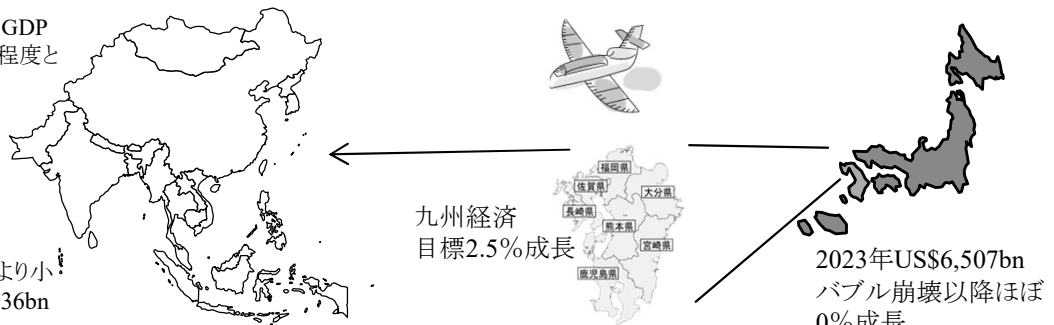 GDP
程度と
より小
36bn
九州経済
目標2.5%成長
福岡県
佐賀県
大分県
長崎県
熊本県
宮崎県
鹿児島県
2023年US$6,507bn
バブル崩壊以降ほぼ
0%成長